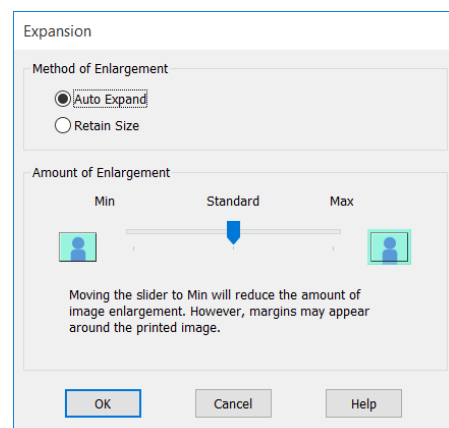 Expansion
Method of Enlargement
Auto Expand
Retain Size
Amount of Enlargement
Min Standard Max
Moving the slider to Min will reduce the amount of
image enlargement. However, margins may appear
around the printed image.
OK Cancel Help